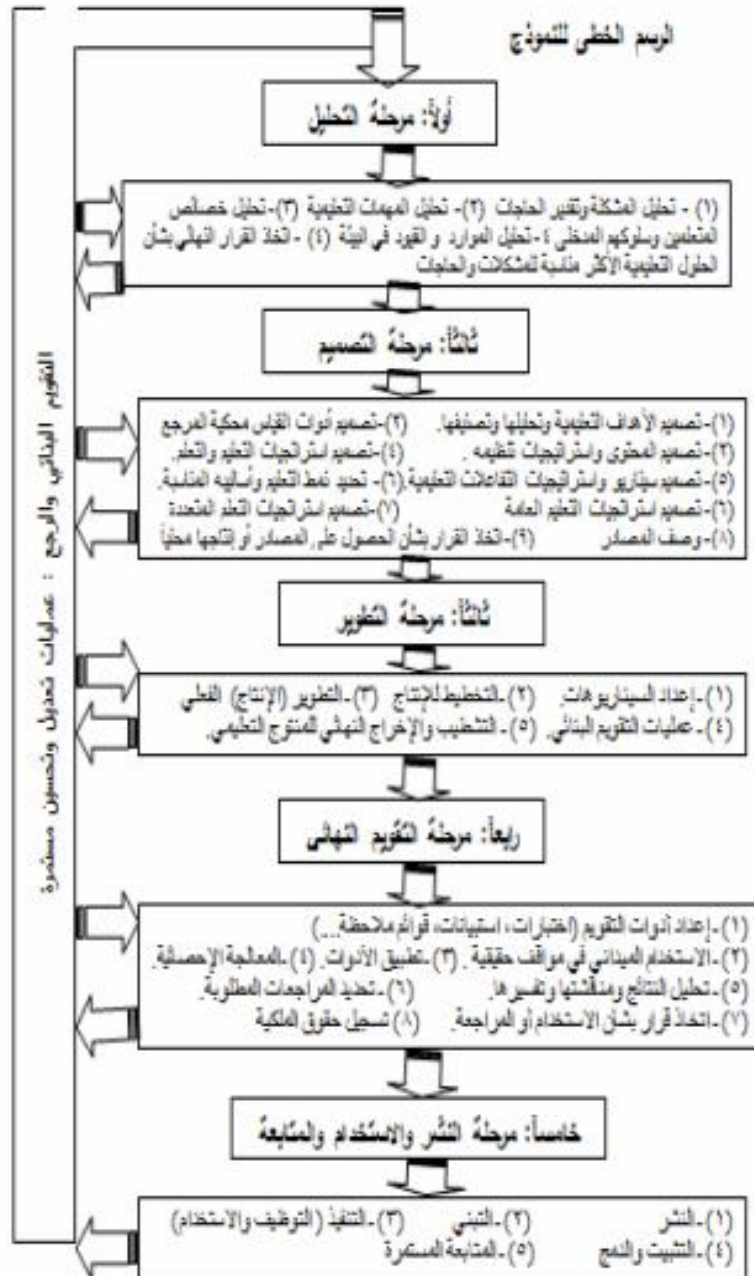 الرسم الخطي للنموذج
أولاً: مرحلة التحليل
(١) - تحليل المشكلة وتقدير الحاجات (٢)- تحليل المهمات التعليمية (٣)-تحليل خصائص
المتعلمين وسلوكهم المدخلي ٤-تحليل الموارد و القيود في البيئة (٤) - اتخاذ القرار النهائي بشأن
الحلول التعليمية الأكثر مناسبة للمشكلات والحاجات
ثالثاً: مرحلة التصميم
(١)-تصميم الأهداف التعليمية وتحليلها وتصنيفها. (٢)-تصميم أدوات القياس محكية المرجع
(٢)-تصميم المحتوى واستراتيجيات تنظيمه . (٤)-تصميم استراتيجيات التعليم والتعلم.
(٥)-تصميم سيناريو واستراتيجيات التفاعلات التعليمية.(٦)-تحديد نمط التعليم وأساليبه المناسبة.
(٦)-تصميم استراتيجيات التعليم العامة (٧)-تصميم استراتيجيات التعلم المتعددة
(٨)-وصف المصادر (٩)-اتخاذ القرار بشأن الحصول على المصادر أو إنتاجها محلياً
ثالثاً: مرحلة التطوير
(١)-إعداد السيناريوهات. (٢)-التخطيط للإنتاج (٣)-التطوير (الإنتاج) الفعلي
(٤)-عمليات التقويم البنائي. (٥)-التشطيب والإخراج النهائي للمنتوج التعليمي.
رابعاً: مرحلة التقويم النهائي
(١)-إعداد أدوات التقويم (اختبارات، استبيانات، قوائم ملاحظة...)
(٢)-الاستخدام الميداني في مواقف حقيقية. (٣)-تطبيق الأدوات. (٤)-المعالجة الإحصائية.
(٥)-تحليل النتائج ومناقشتها وتفسيرها. (٦)-تحديد المراجعات المطلوبة.
(٧)-اتخاذ قرار بشأن الاستخدام أو المراجعة. (٨) تسجيل حقوق الملكية
خامساً: مرحلة النشر والاستخدام والمتابعة
(١)-النشر (٢)-التبني (٣)-التنفيذ (التوظيف والاستخدام)
(٤)-التثبيت والدمج (٥)-المتابعة المستمرة
التقويم البنائي والرجع : عمليات تعديل وتحسين مستمرة